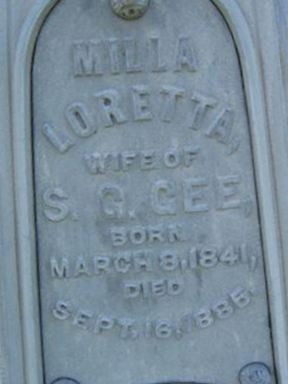 MILLA
LORETTA,
WIFE OF
S. G. GEE,
BORN
MARCH 8, 1841,
DIED
SEPT. 16, 1885.